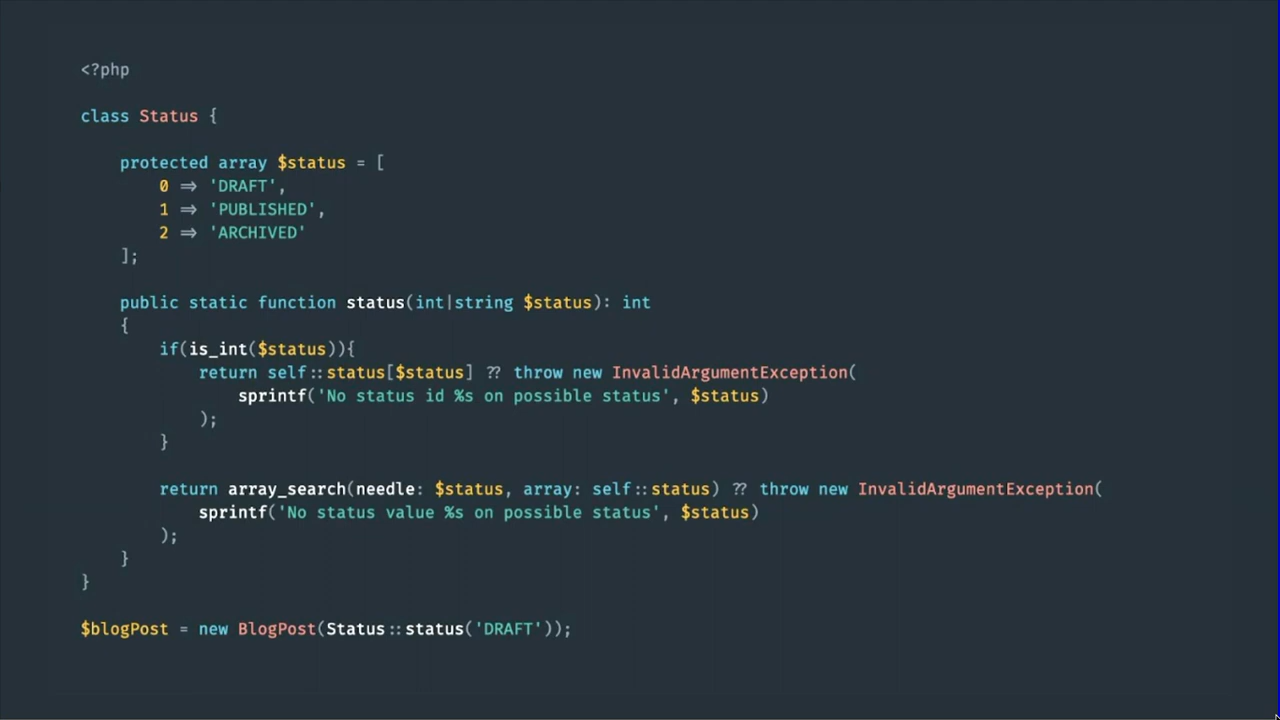 <?php
class Status {
protected array $status = [
0 => 'DRAFT',
1 => 'PUBLISHED',
2 => 'ARCHIVED'
];
public static function status(int|string $status): int
{
if(is_int($status)){
return self::status[$status] ?? throw new InvalidArgumentException(
sprintf('No status id %s on possible status', $status)
);
}
return array_search(needle: $status, array: self::status) ?? throw new InvalidArgumentException(
sprintf('No status value %s on possible status', $status)
);
}
}
$blogPost = new BlogPost(Status::status('DRAFT'));